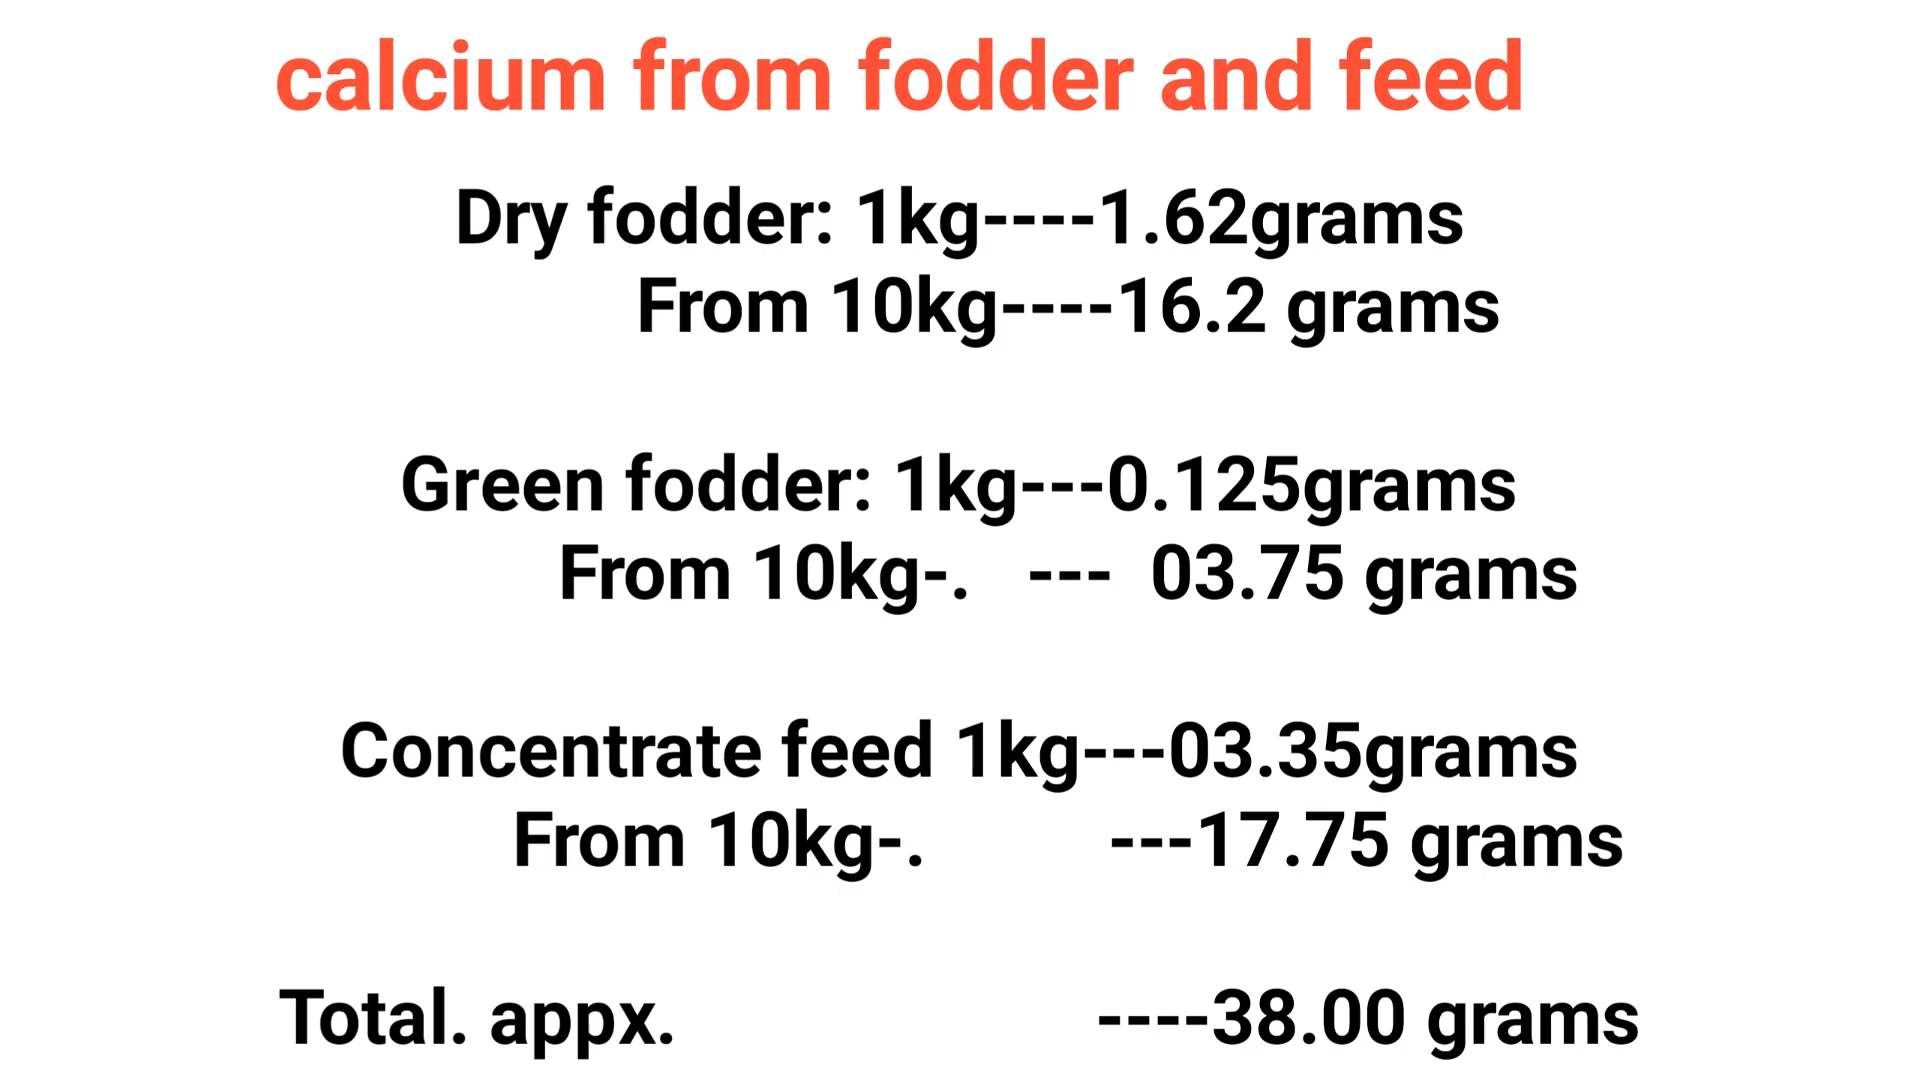 calcium from fodder and feed
Dry fodder: 1kg----1.62grams
From 10kg----16.2 grams
Green fodder: 1kg---0.125grams
From 10kg-. --- 03.75 grams
Concentrate feed 1kg---03.35grams
From 10kg-. ---17.75 grams
Total. appx. ----38.00 grams